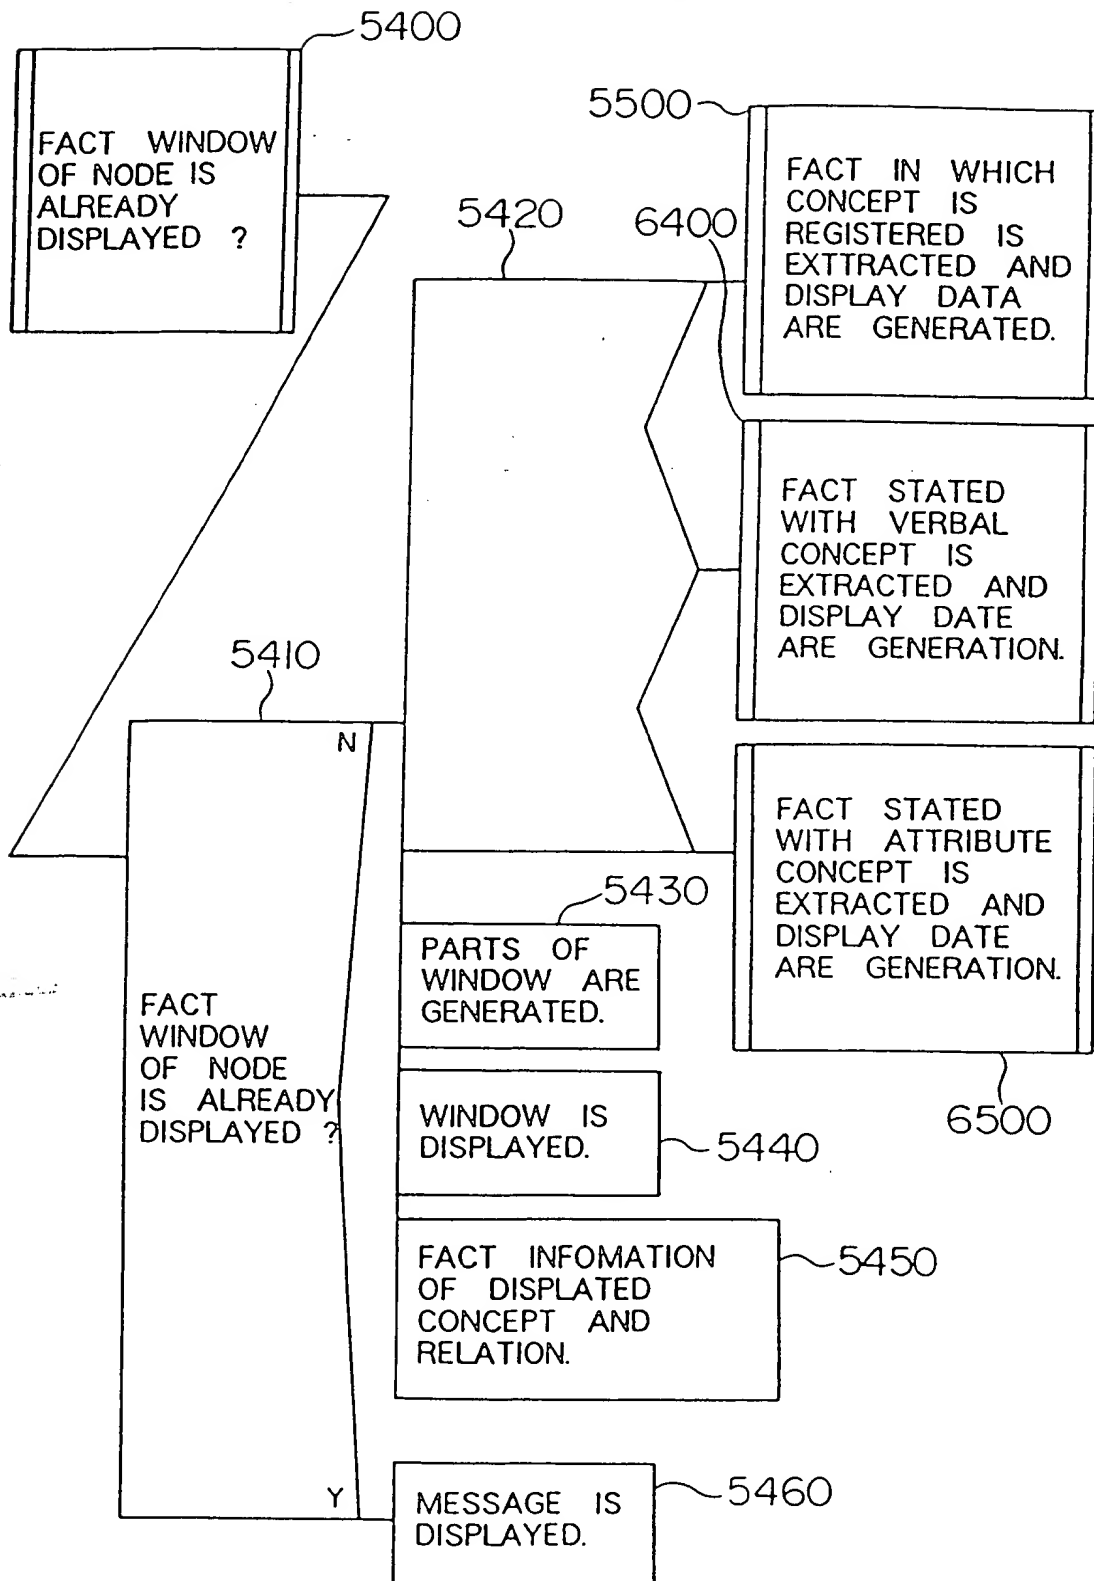 5400
FACT WINDOW
OF NODE IS
ALREADY
DISPLAYED ?
5500
FACT IN WHICH
CONCEPT IS
REGISTERED IS
EXTTRACTED AND
DISPLAY DATA
ARE GENERATED.
5420
6400
FACT STATED
WITH VERBAL
CONCEPT IS
EXTRACTED AND
DISPLAY DATE
ARE GENERATION.
5410
N
FACT
WINDOW
OF NODE
IS ALREADY
DISPLAYED ?
Y
FACT STATED
WITH ATTRIBUTE
CONCEPT IS
EXTRACTED AND
DISPLAY DATE
ARE GENERATION.
6500
5430
PARTS OF
WINDOW ARE
GENERATED.
WINDOW IS
DISPLAYED.
5440
FACT INFOMATION
OF DISPLATED
CONCEPT AND
RELATION.
5450
MESSAGE IS
DISPLAYED.
5460